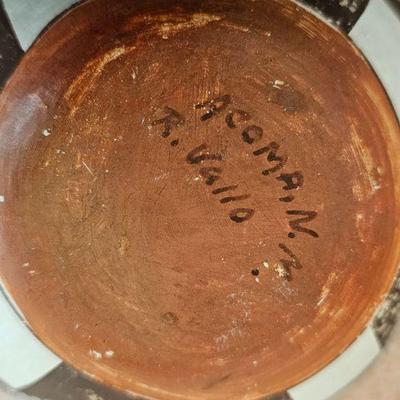 ACOMA, N.M.
R. Vallo